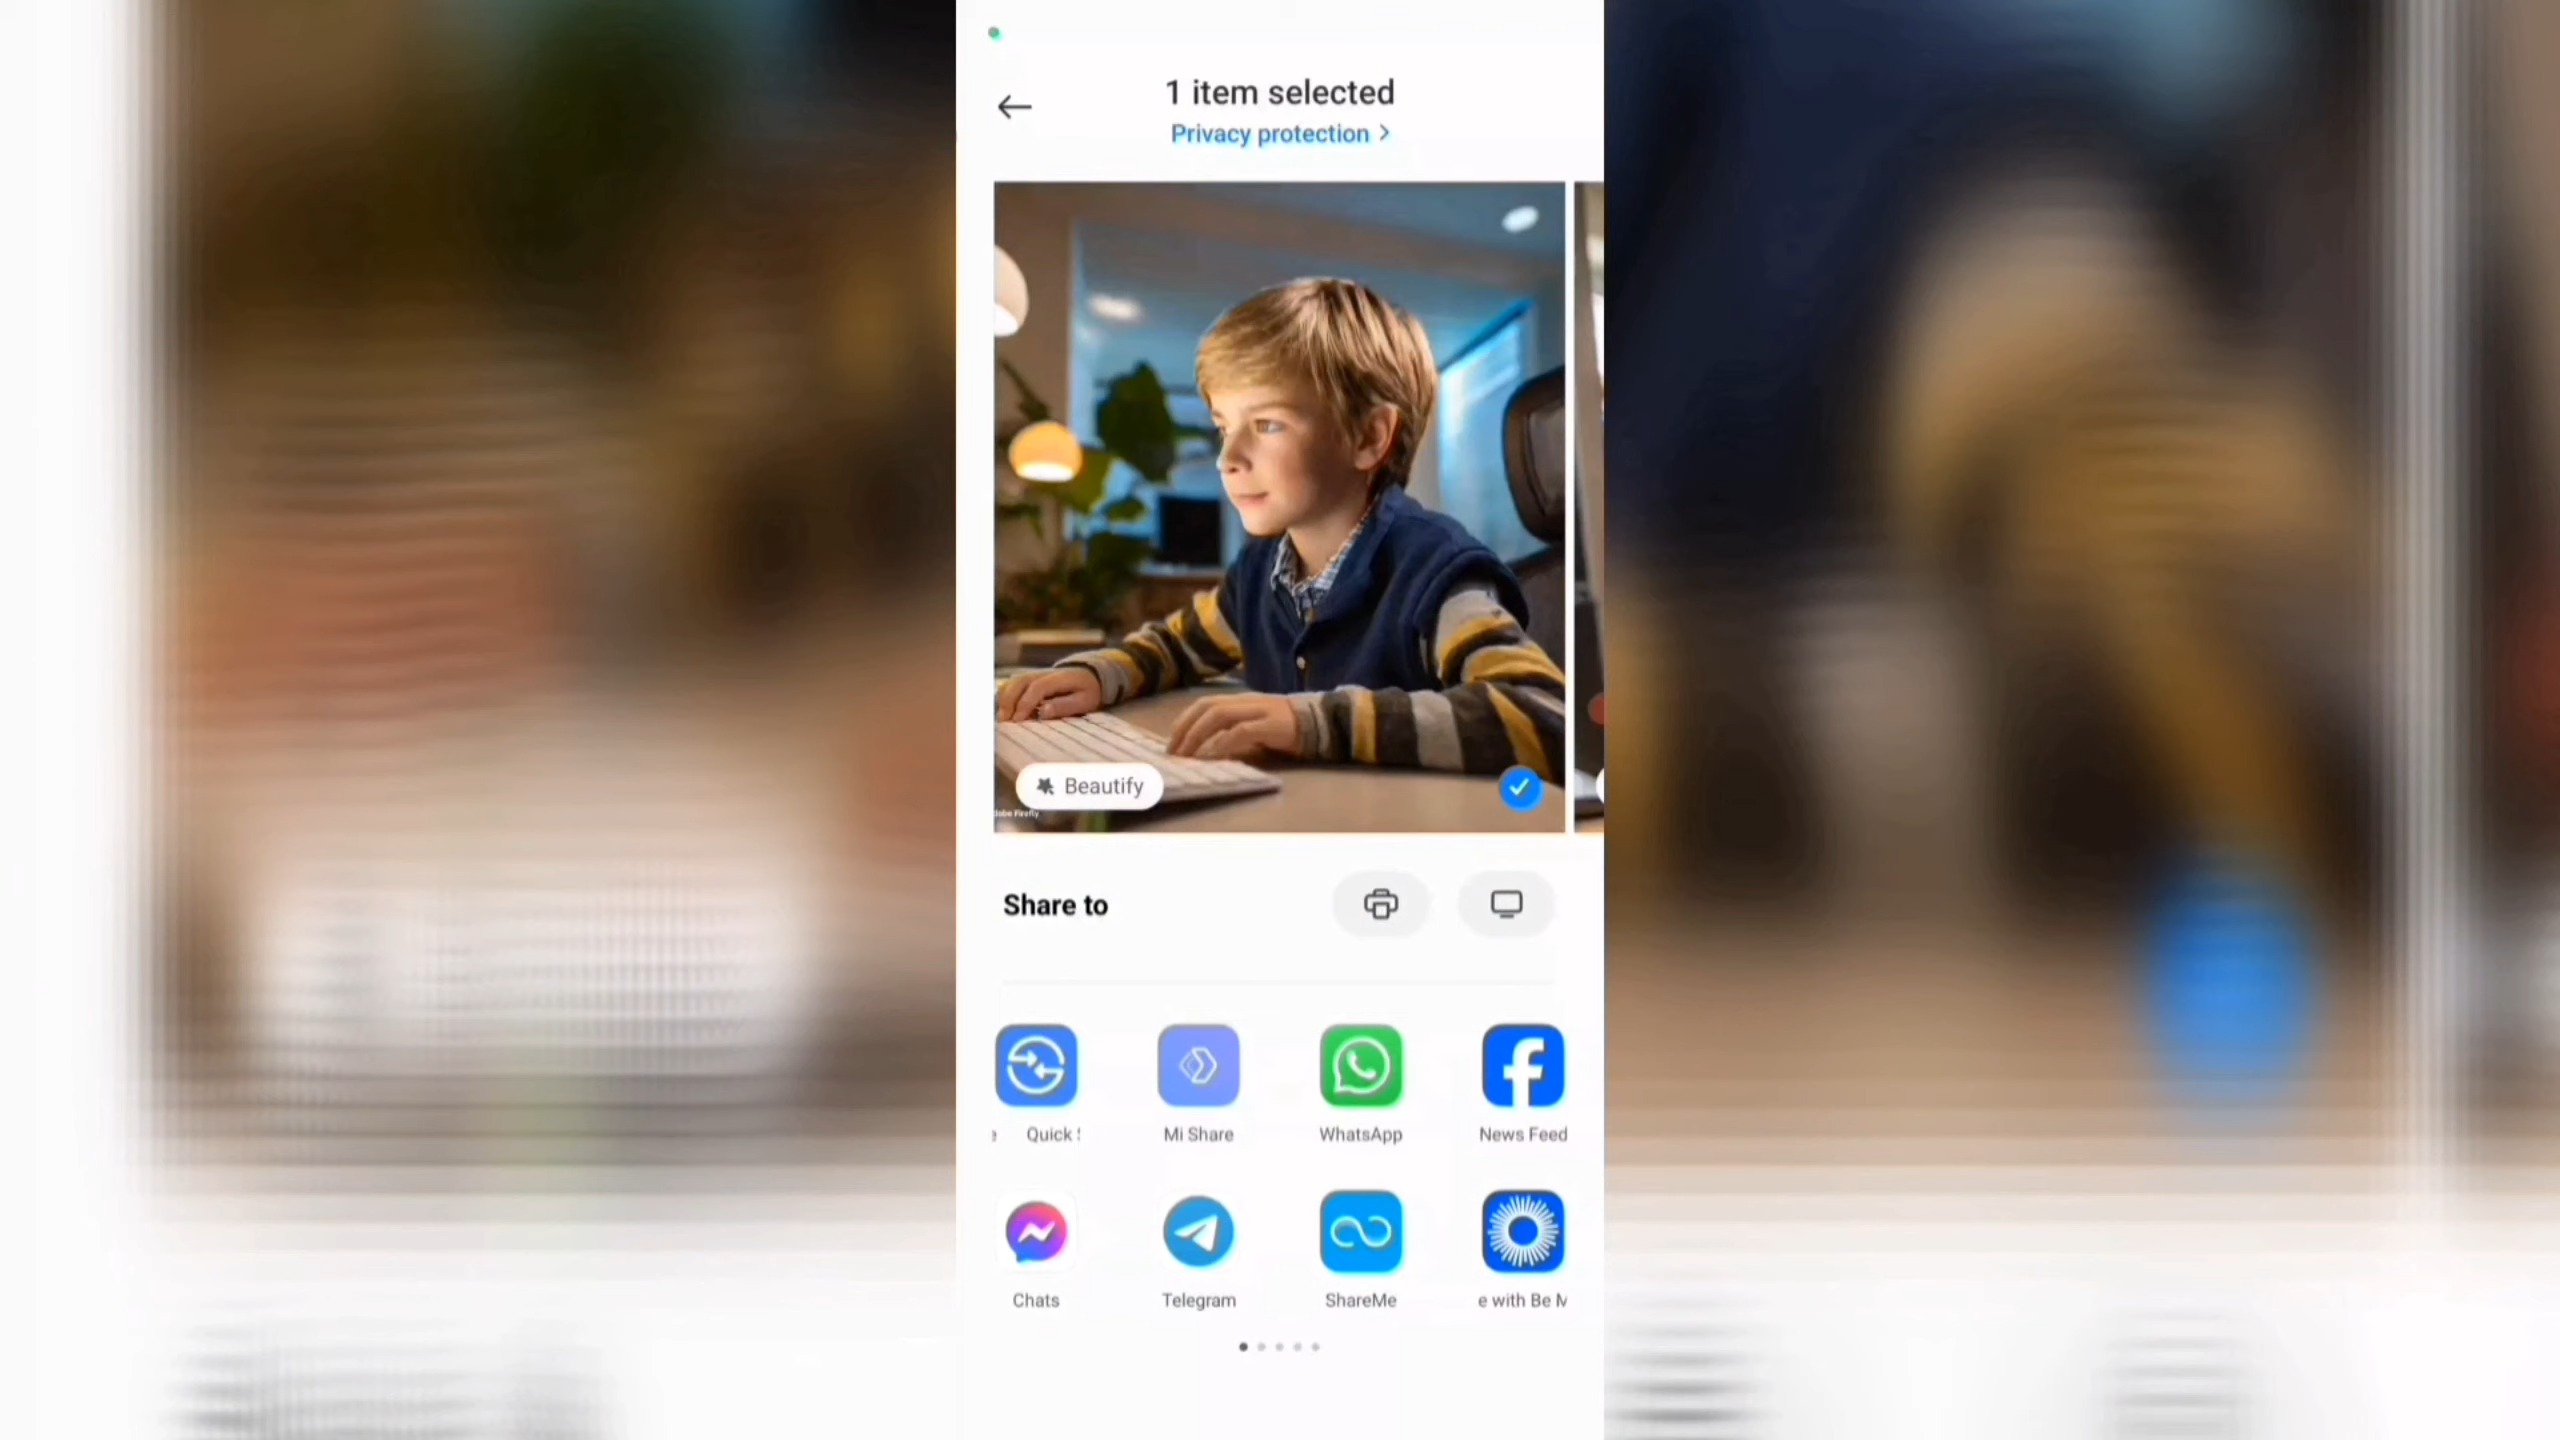 1 item selected
Privacy protection
Beautify
Firefly
Share to
Quick
Mi Share
WhatsApp
News Feed
Chats
Telegram
ShareMe
e with Be